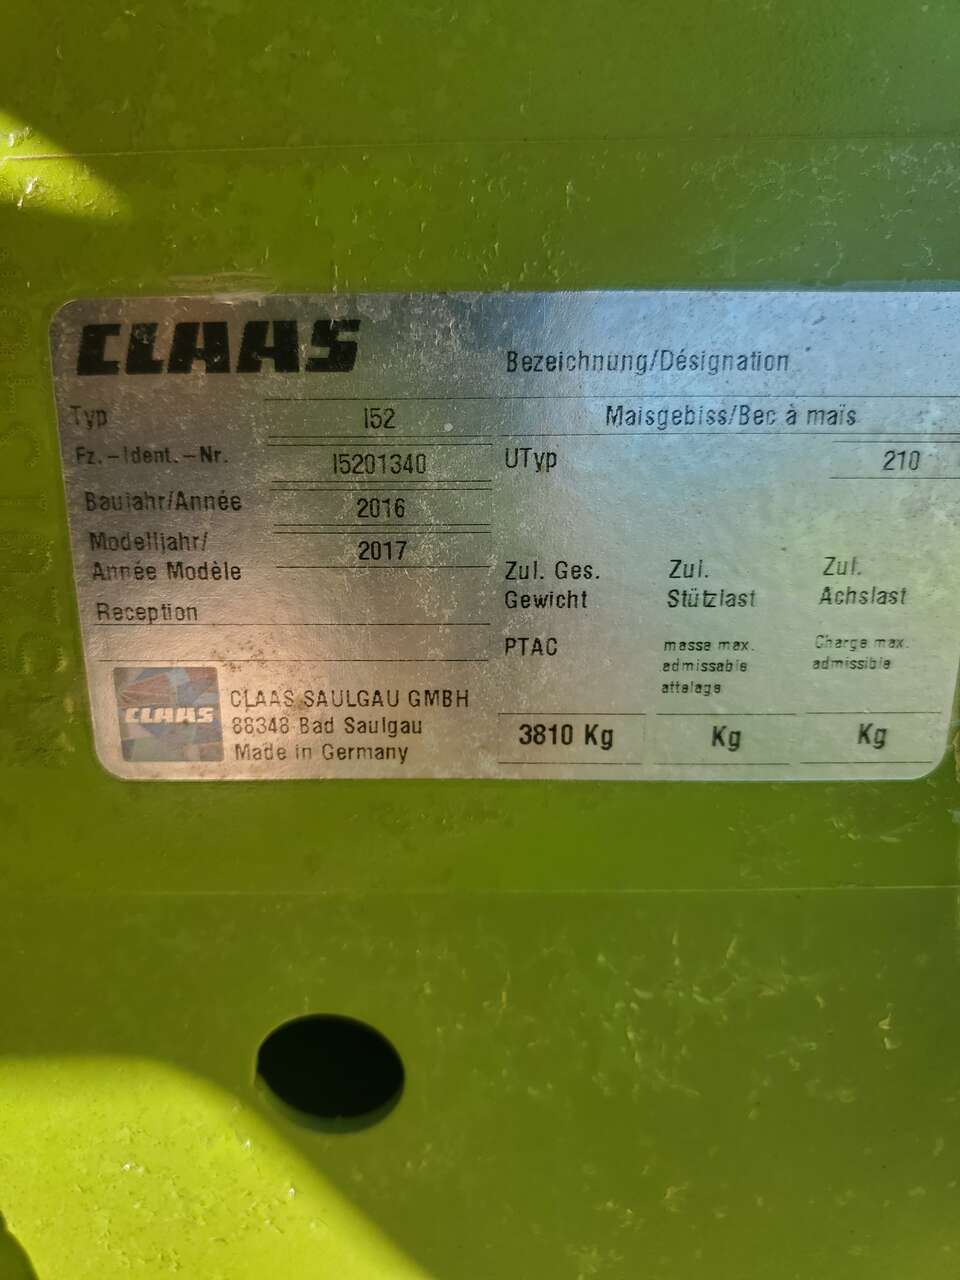 CLAAS
Bezeichnung/Désignation
Typ I52 Maisgebiss/Bec à maïs
Fz.-Ident.-Nr. I5201340 UTyp 210
Baujahr/Année 2016
Modelljahr/ 2017
Année Modèle
Reception
Zul. Ges. Zul. Zul.
Gewicht Stützlast Achslast
PTAC masse max. Charge max.
admissable admissible
attelage
CLAAS
CLAAS SAULGAU GMBH
88348 Bad Saulgau
Made in Germany
3810 Kg Kg Kg